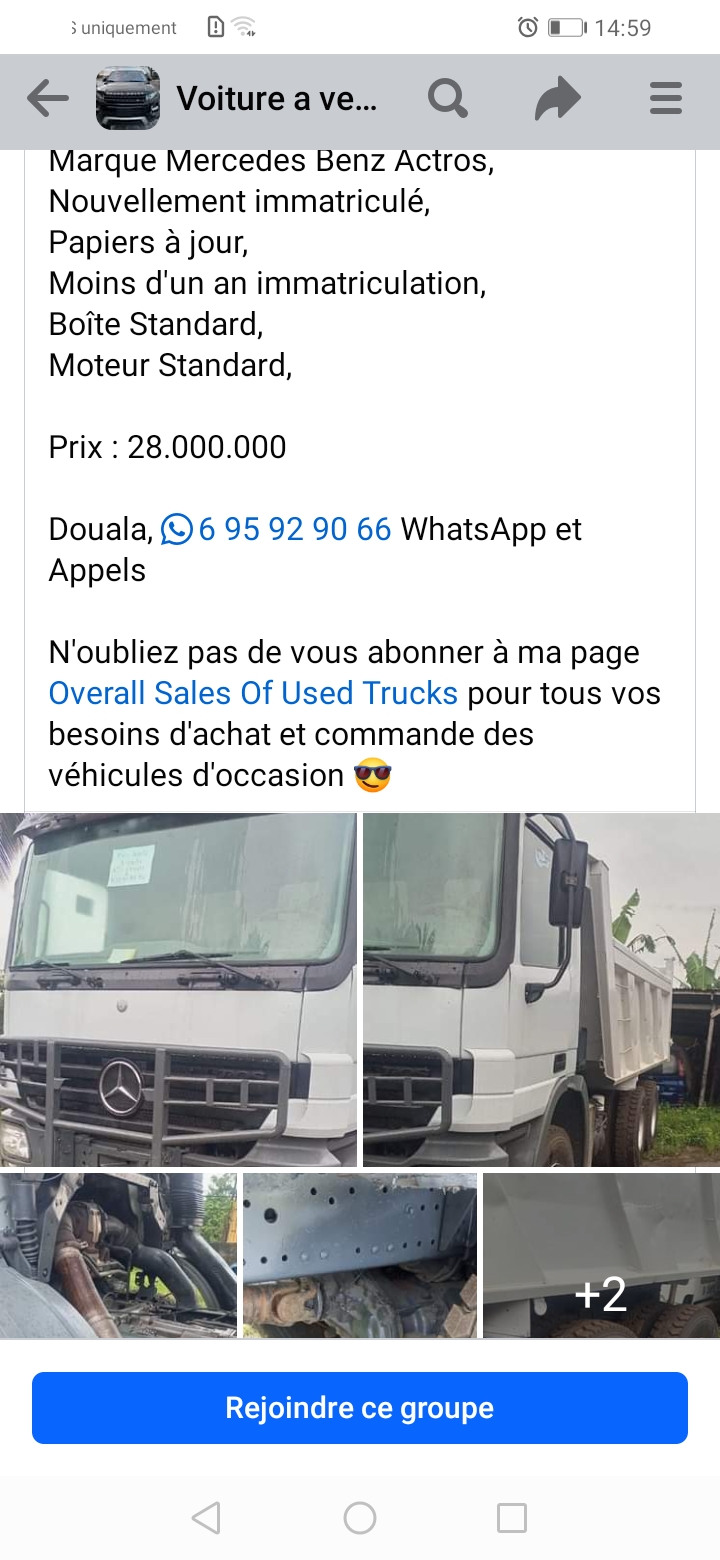 uniquement
14:59
Voiture a ve...
Marque Mercedes Benz Actros,
Nouvellement immatriculé,
Papiers à jour,
Moins d'un an immatriculation,
Boîte Standard,
Moteur Standard,
Prix : 28.000.000
Douala, 6 95 92 90 66 WhatsApp et
Appels
N'oubliez pas de vous abonner à ma page
Overall Sales Of Used Trucks pour tous vos
besoins d'achat et commande des
véhicules d'occasion 😎
+2
Rejoindre ce groupe